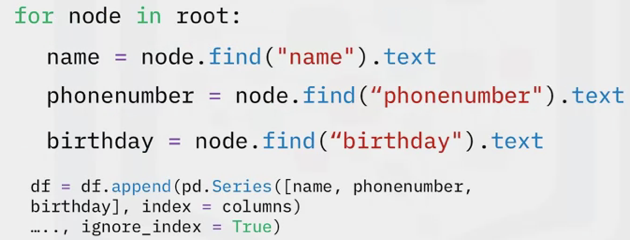 for node in root:
name = node.find("name").text
phonenumber = node.find(“phonenumber").text
birthday = node.find(“birthday").text
df = df.append(pd.Series([name, phonenumber,
birthday], index = columns)
….., ignore_index = True)